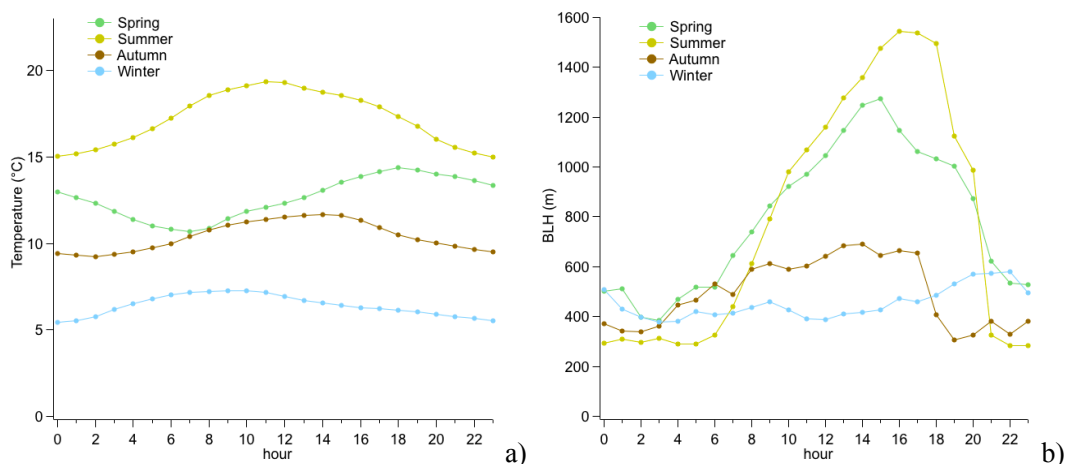 Spring
Summer
Autumn
Winter
Temperature (°C)
20
15
10
5
0
0 2 4 6 8 10 12 14 16 18 20 22
hour
a)
Spring
Summer
Autumn
Winter
BLH (m)
1600
1400
1200
1000
800
600
400
200
0
0 2 4 6 8 10 12 14 16 18 20 22
hour
b)